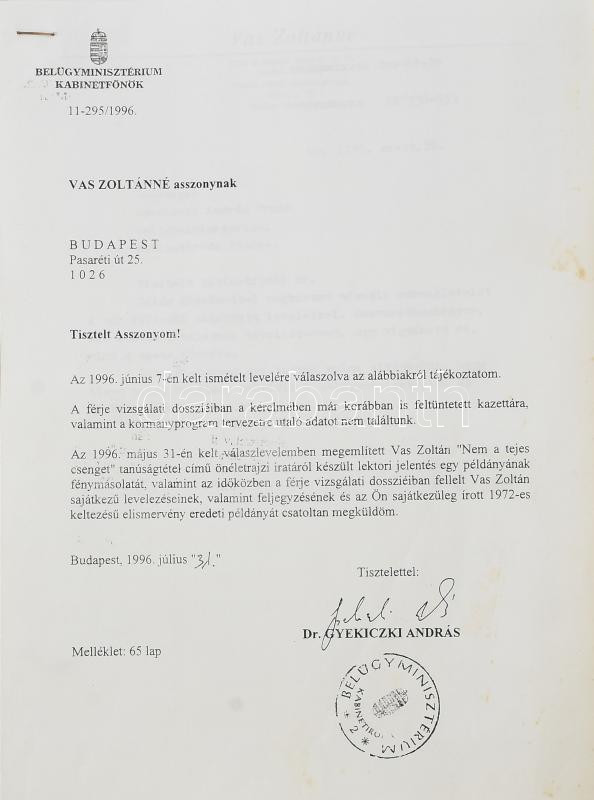 BELÜGYMINISZTÉRIUM
KABINETFŐNÖK
11-295/1996.
VAS ZOLTÁNNÉ asszonynak
BUDAPEST
Pasaréti út 25.
1026
Tisztelt Asszonyom!
Az 1996. június 7-én kelt ismételt levelére válaszolva az alábbiakról tájékoztatom.
A férje vizsgálati dossziéiban a kérelmében már korábban is feltüntetett kazettára,
valamint a kormányprogram tervezetre utaló adatot nem találtunk.
Az 1996. május 31-én kelt válaszlevelemben megemlített Vas Zoltán "Nem a tejes
csenget" tanúságtétel című önéletrajzi iratáról készült lektori jelentés egy példányának
fénymásolatát, valamint az időközben a férje vizsgálati dossziéiban fellelt Vas Zoltán
sajátkezű levelezéseinek, valamint feljegyzésének és az Ön sajátkezűleg írott 1972-es
keltezésű elismervény eredeti példányát csatoltan megküldöm.
Budapest, 1996. július "31."
Tisztelettel:
Dr. GYEKICZKI ANDRÁS
Melléklet: 65 lap
BELÜGYMINISZTÉRIUM
* 2 *
darabanth